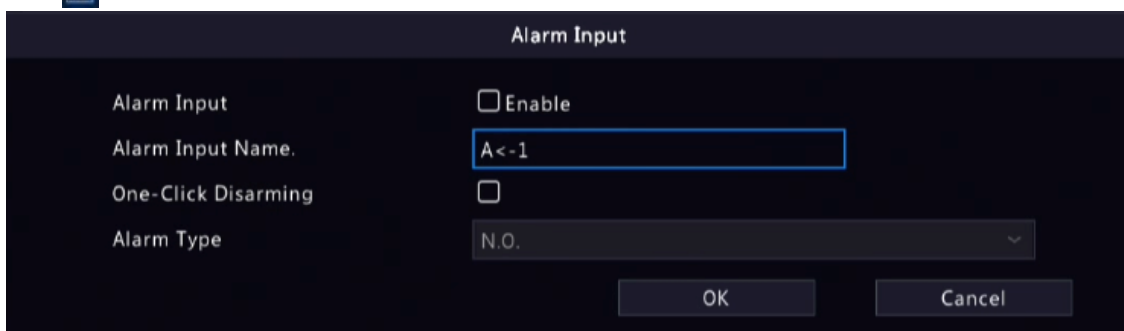 Alarm Input
Alarm Input Enable
Alarm Input Name. A<-1
One-Click Disarming
Alarm Type N.O.
OK Cancel